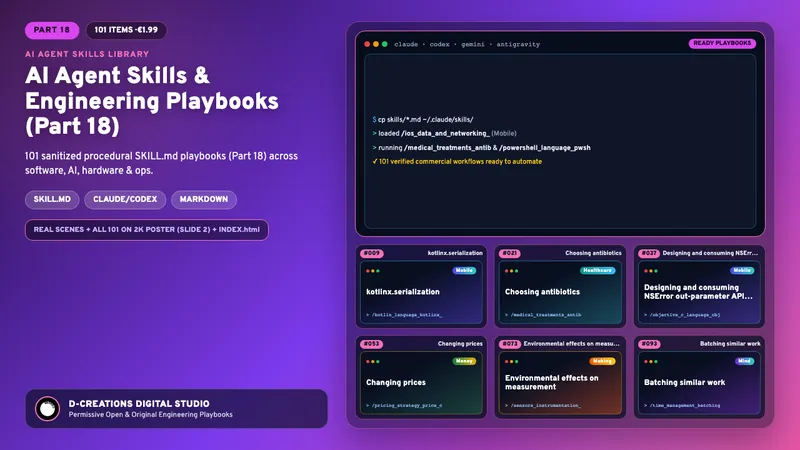 PART 18
101 ITEMS ·€1.99
AI AGENT SKILLS LIBRARY
AI Agent Skills &
Engineering Playbooks
(Part 18)
101 sanitized procedural SKILL.md playbooks (Part 18) across
software, AI, hardware & ops.
SKILL.MD
CLAUDE/CODEX
MARKDOWN
REAL SCENES + ALL 101 ON 2K POSTER (SLIDE 2) + INDEX.html
D-CREATIONS DIGITAL STUDIO
Permissive Open & Original Engineering Playbooks
claude · codex · gemini · antigravity
READY PLAYBOOKS
$ cp skills/*.md ~/.claude/skills/
> loaded /ios_data_and_networking_ (Mobile)
> running /medical_treatments_antib & /powershell_language_pwsh
✓ 101 verified commercial workflows ready to automate
#009
kotlinx.serialization
Mobile
kotlinx.serialization
> /kotlin_language_kotlinx_
#021
Choosing antibiotics
Healthcare
Choosing antibiotics
> /medical_treatments_antib
#037
Designing and consuming NSErr...
Mobile
Designing and consuming
NSError out-parameter API...
> /objective_c_language_obj
#053
Changing prices
Money
Changing prices
> /pricing_strategy_price_c
#073
Environmental effects on measu...
Making
Environmental effects on
measurement
> /sensors_instrumentation_
#093
Batching similar work
Mind
Batching similar work
> /time_management_batching